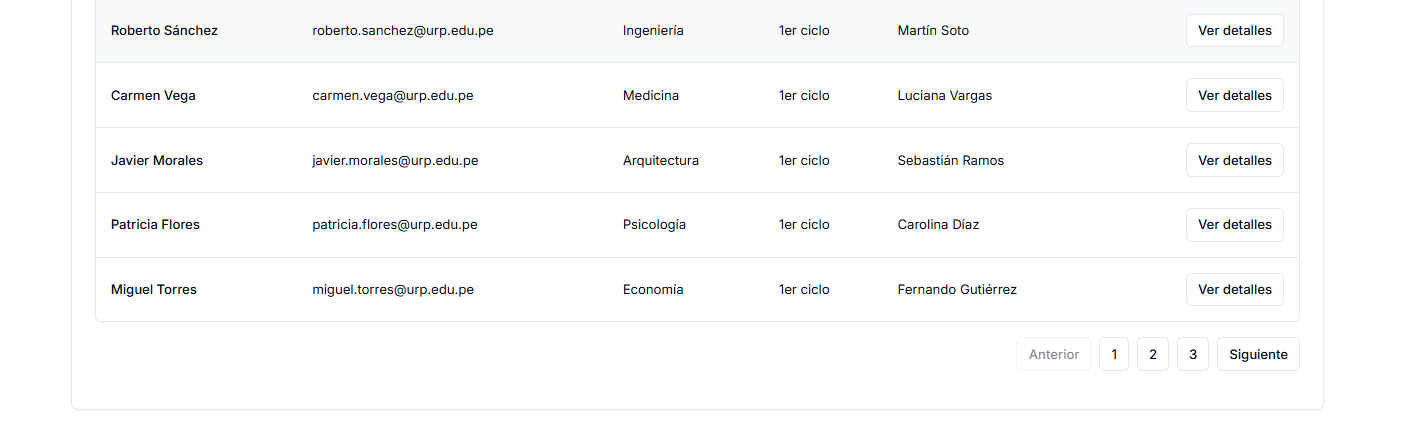 Roberto Sánchez roberto.sanchez@urp.edu.pe Ingeniería 1er ciclo Martín Soto Ver detalles
Carmen Vega carmen.vega@urp.edu.pe Medicina 1er ciclo Luciana Vargas Ver detalles
Javier Morales javier.morales@urp.edu.pe Arquitectura 1er ciclo Sebastián Ramos Ver detalles
Patricia Flores patricia.flores@urp.edu.pe Psicología 1er ciclo Carolina Díaz Ver detalles
Miguel Torres miguel.torres@urp.edu.pe Economía 1er ciclo Fernando Gutiérrez Ver detalles
Anterior 1 2 3 Siguiente